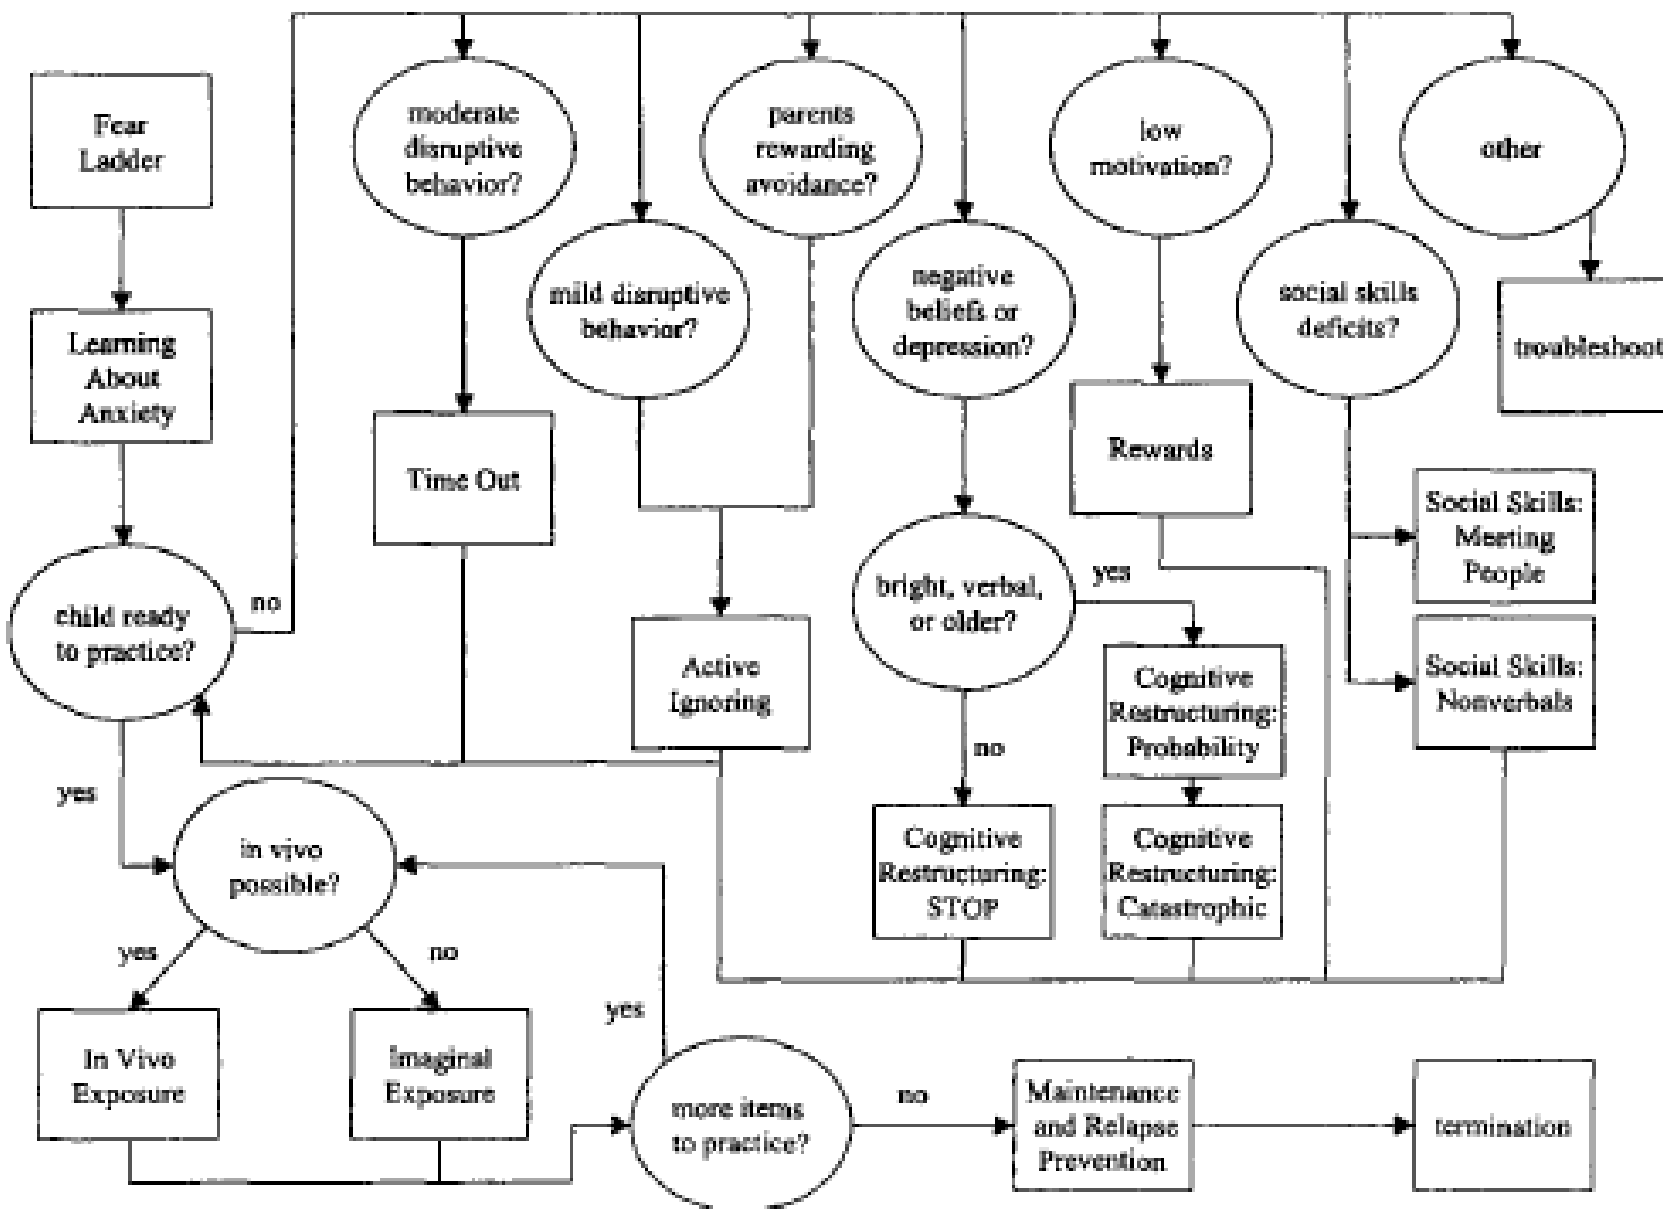 Fear
Ladder
Learning
About
Anxiety
child ready
to practice?
no
yes
moderate
disruptive
behavior?
mild disruptive
behavior?
parents
rewarding
avoidance?
negative
beliefs or
depression?
low
motivation?
social skills
deficits?
other
troubleshoot
Time Out
Active
Ignoring
Rewards
bright, verbal,
or older?
yes
no
Social Skills:
Meeting
People
Social Skills:
Nonverbals
Cognitive
Restructuring:
Probability
Cognitive
Restructuring:
STOP
Cognitive
Restructuring:
Catastrophic
in vivo
possible?
yes
no
In Vivo
Exposure
Imaginal
Exposure
yes
more items
to practice?
no
Maintenance
and Relapse
Prevention
termination